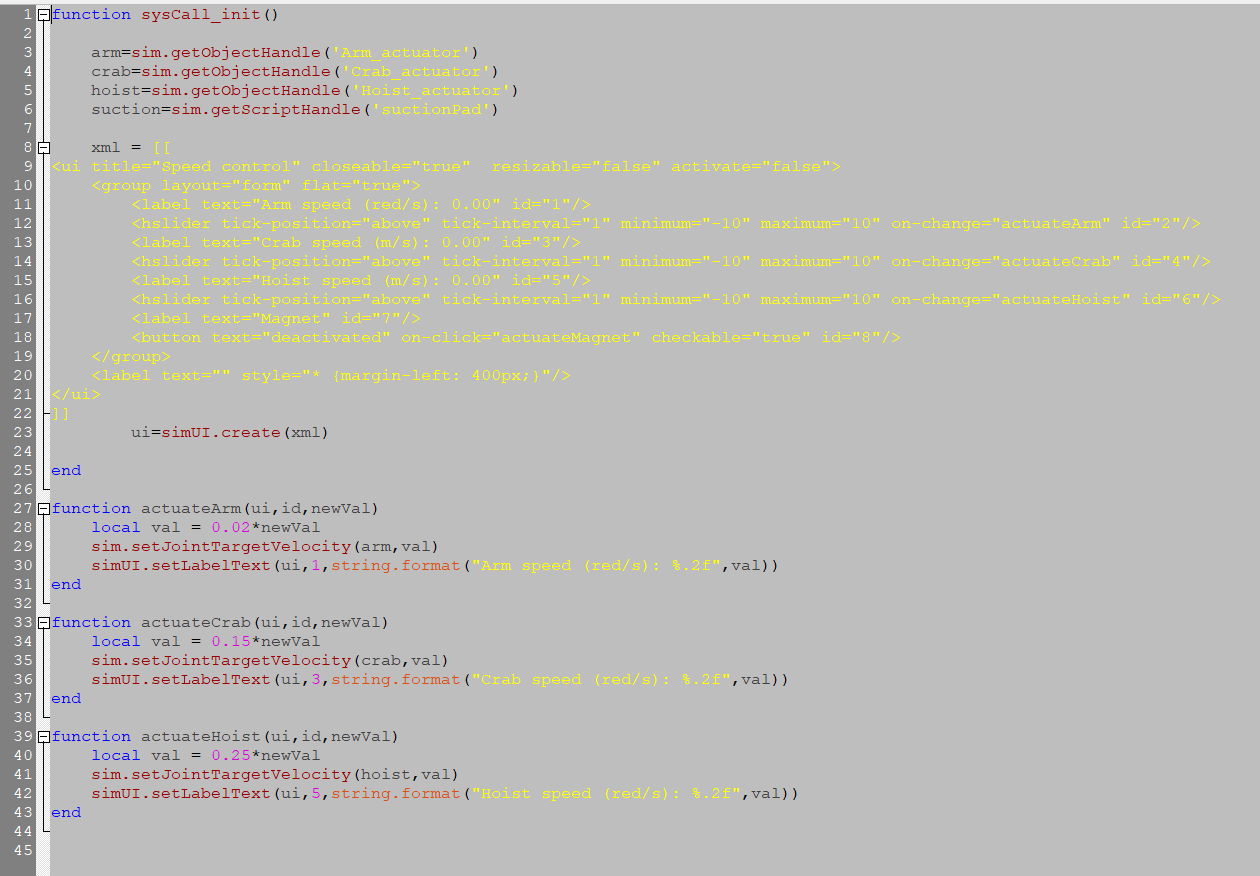 1 function sysCall_init()
2
3 arm=sim.getObjectHandle('Arm_actuator')
4 crab=sim.getObjectHandle('Crab_actuator')
5 hoist=sim.getObjectHandle('Hoist_actuator')
6 suction=sim.getScriptHandle('suctionPad')
7
8 xml = [[
9 <ui title="Speed control" closeable="true"  resizable="false" activate="false">
10 <group layout="form" flat="true">
11 <label text="Arm speed (red/s): 0.00" id="1"/>
12 <hslider tick-position="above" tick-interval="1" minimum="-10" maximum="10" on-change="actuateArm" id="2"/>
13 <label text="Crab speed (m/s): 0.00" id="3"/>
14 <hslider tick-position="above" tick-interval="1" minimum="-10" maximum="10" on-change="actuateCrab" id="4"/>
15 <label text="Hoist speed (m/s): 0.00" id="5"/>
16 <hslider tick-position="above" tick-interval="1" minimum="-10" maximum="10" on-change="actuateHoist" id="6"/>
17 <label text="Magnet" id="7"/>
18 <button text="deactivated" on-click="actuateMagnet" checkable="true" id="8"/>
19 </group>
20 <label text="" style="* {margin-left: 400px;}"/>
21 </ui>
22 ]]
23 ui=simUI.create(xml)
24
25 end
26
27 function actuateArm(ui,id,newVal)
28 local val = 0.02*newVal
29 sim.setJointTargetVelocity(arm,val)
30 simUI.setLabelText(ui,1,string.format("Arm speed (red/s): %.2f",val))
31 end
32
33 function actuateCrab(ui,id,newVal)
34 local val = 0.15*newVal
35 sim.setJointTargetVelocity(crab,val)
36 simUI.setLabelText(ui,3,string.format("Crab speed (red/s): %.2f",val))
37 end
38
39 function actuateHoist(ui,id,newVal)
40 local val = 0.25*newVal
41 sim.setJointTargetVelocity(hoist,val)
42 simUI.setLabelText(ui,5,string.format("Hoist speed (red/s): %.2f",val))
43 end
44
45